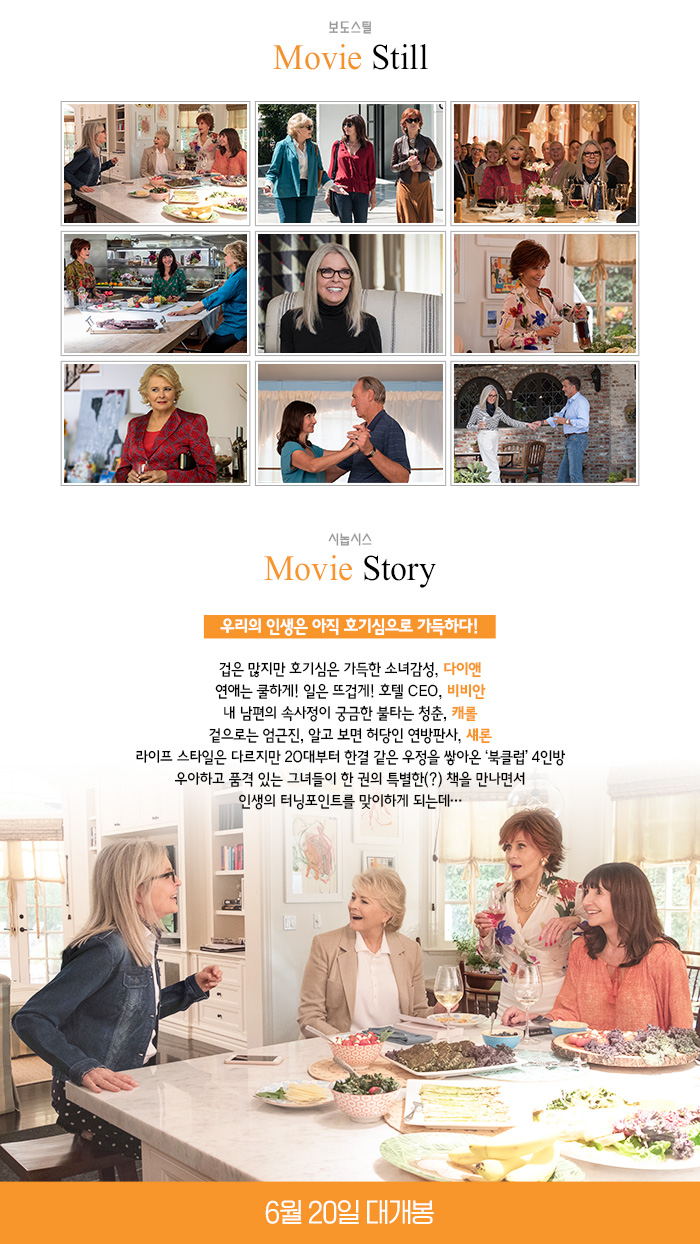 보도스틸
Movie Still
시놉시스
Movie Story
우리의 인생은 아직 호기심으로 가득하다!
겁은 많지만 호기심은 가득한 소녀감성, 다이앤
연애는 쿨하게! 일은 뜨겁게! 호텔 CEO, 비비안
내 남편의 속사정이 궁금한 불타는 청춘, 캐롤
겉으로는 엄근진, 알고 보면 허당인 연방판사, 섀론
라이프 스타일은 다르지만 20대부터 한결 같은 우정을 쌓아온 ‘북클럽’ 4인방
우아하고 품격 있는 그녀들이 한 권의 특별한(?) 책을 만나면서
인생의 터닝포인트를 맞이하게 되는데…
6월 20일 대개봉